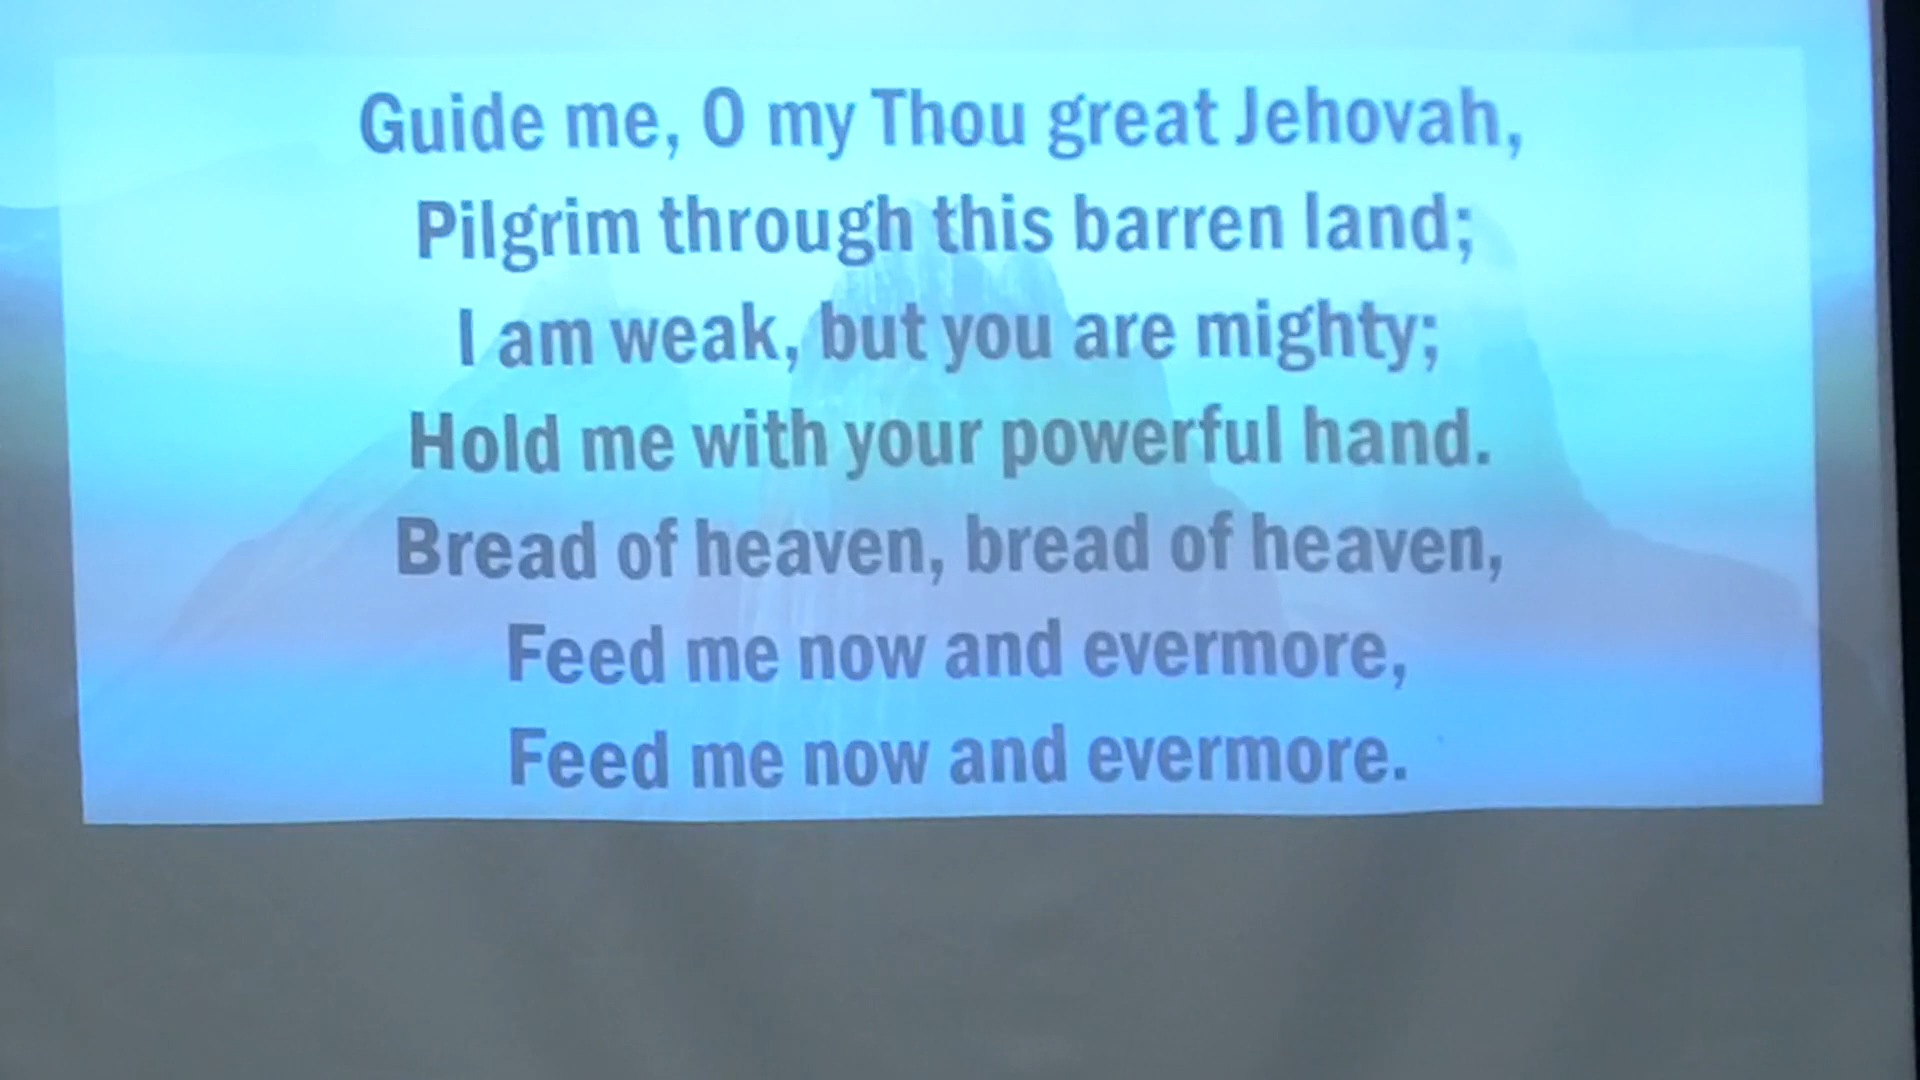 Guide me, O my Thou great Jehovah,
Pilgrim through this barren land;
I am weak, but you are mighty;
Hold me with your powerful hand.
Bread of heaven, bread of heaven,
Feed me now and evermore,
Feed me now and evermore.